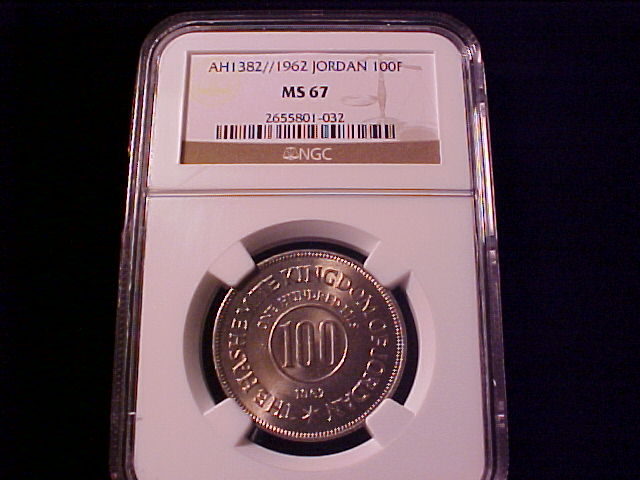 AH1382//1962 JORDAN 100F
MS 67
2655801-032
NGC
THE HASHEMITE KINGDOM OF JORDAN
ONE HUNDRED FILS
100
1962